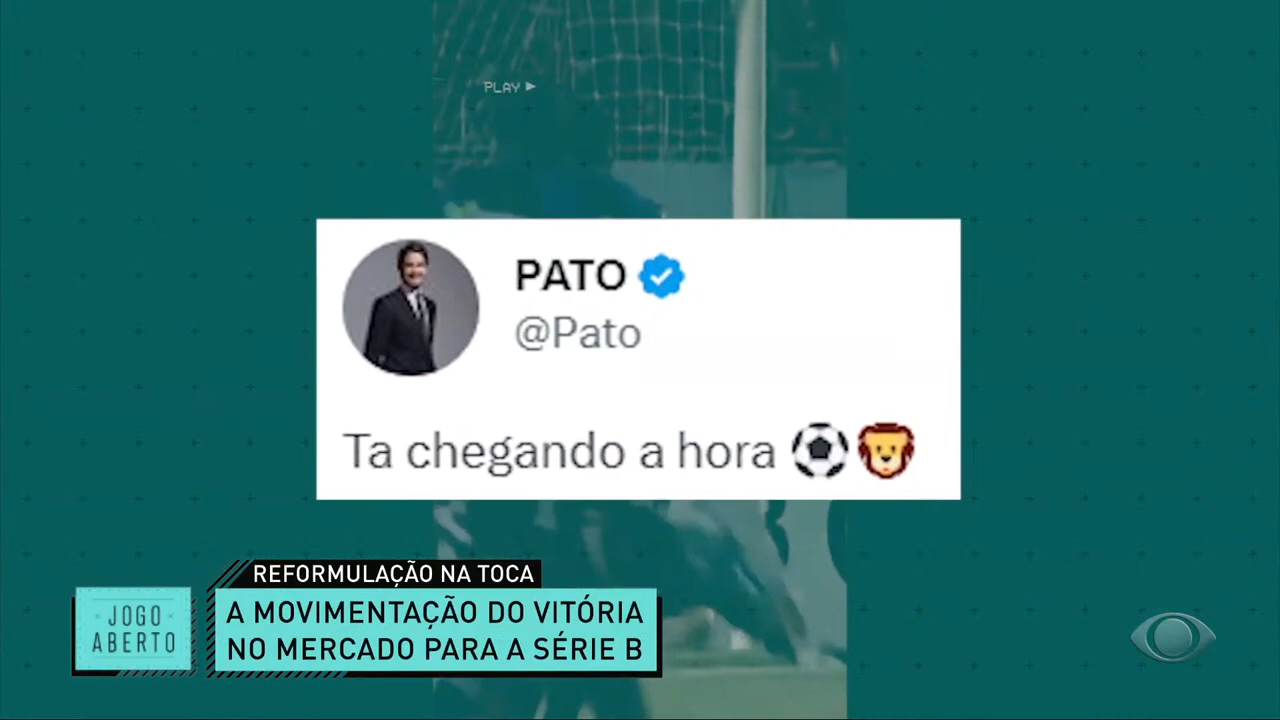 PLAY
PATO
@Pato
Ta chegando a hora ⚽🦁
REFORMULAÇÃO NA TOCA
JOGO
ABERTO
A MOVIMENTAÇÃO DO VITÓRIA
NO MERCADO PARA A SÉRIE B